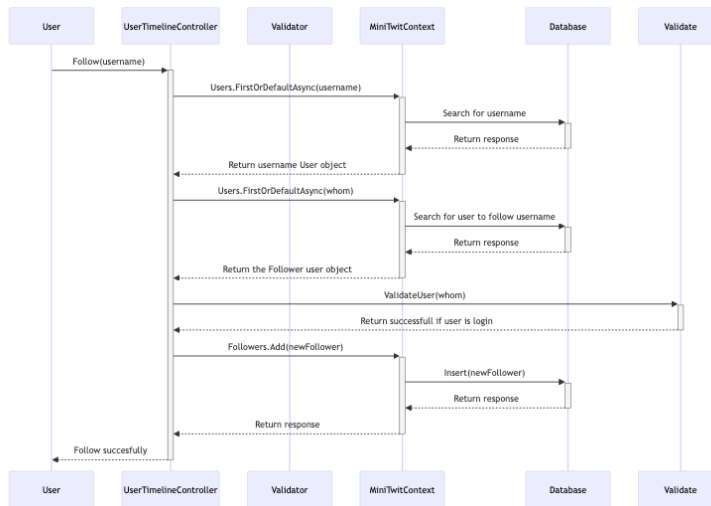 User UserTimelineController Validator MiniTwitContext Database Validate
Follow(username)
Users.FirstOrDefaultAsync(username)
Search for username
Return response
Return username User object
Users.FirstOrDefaultAsync(whom)
Search for user to follow username
Return response
Return the Follower user object
ValidateUser(whom)
Return successfull if user is login
Followers.Add(newFollower)
Insert(newFollower)
Return response
Return response
Follow succesfully
User UserTimelineController Validator MiniTwitContext Database Validate